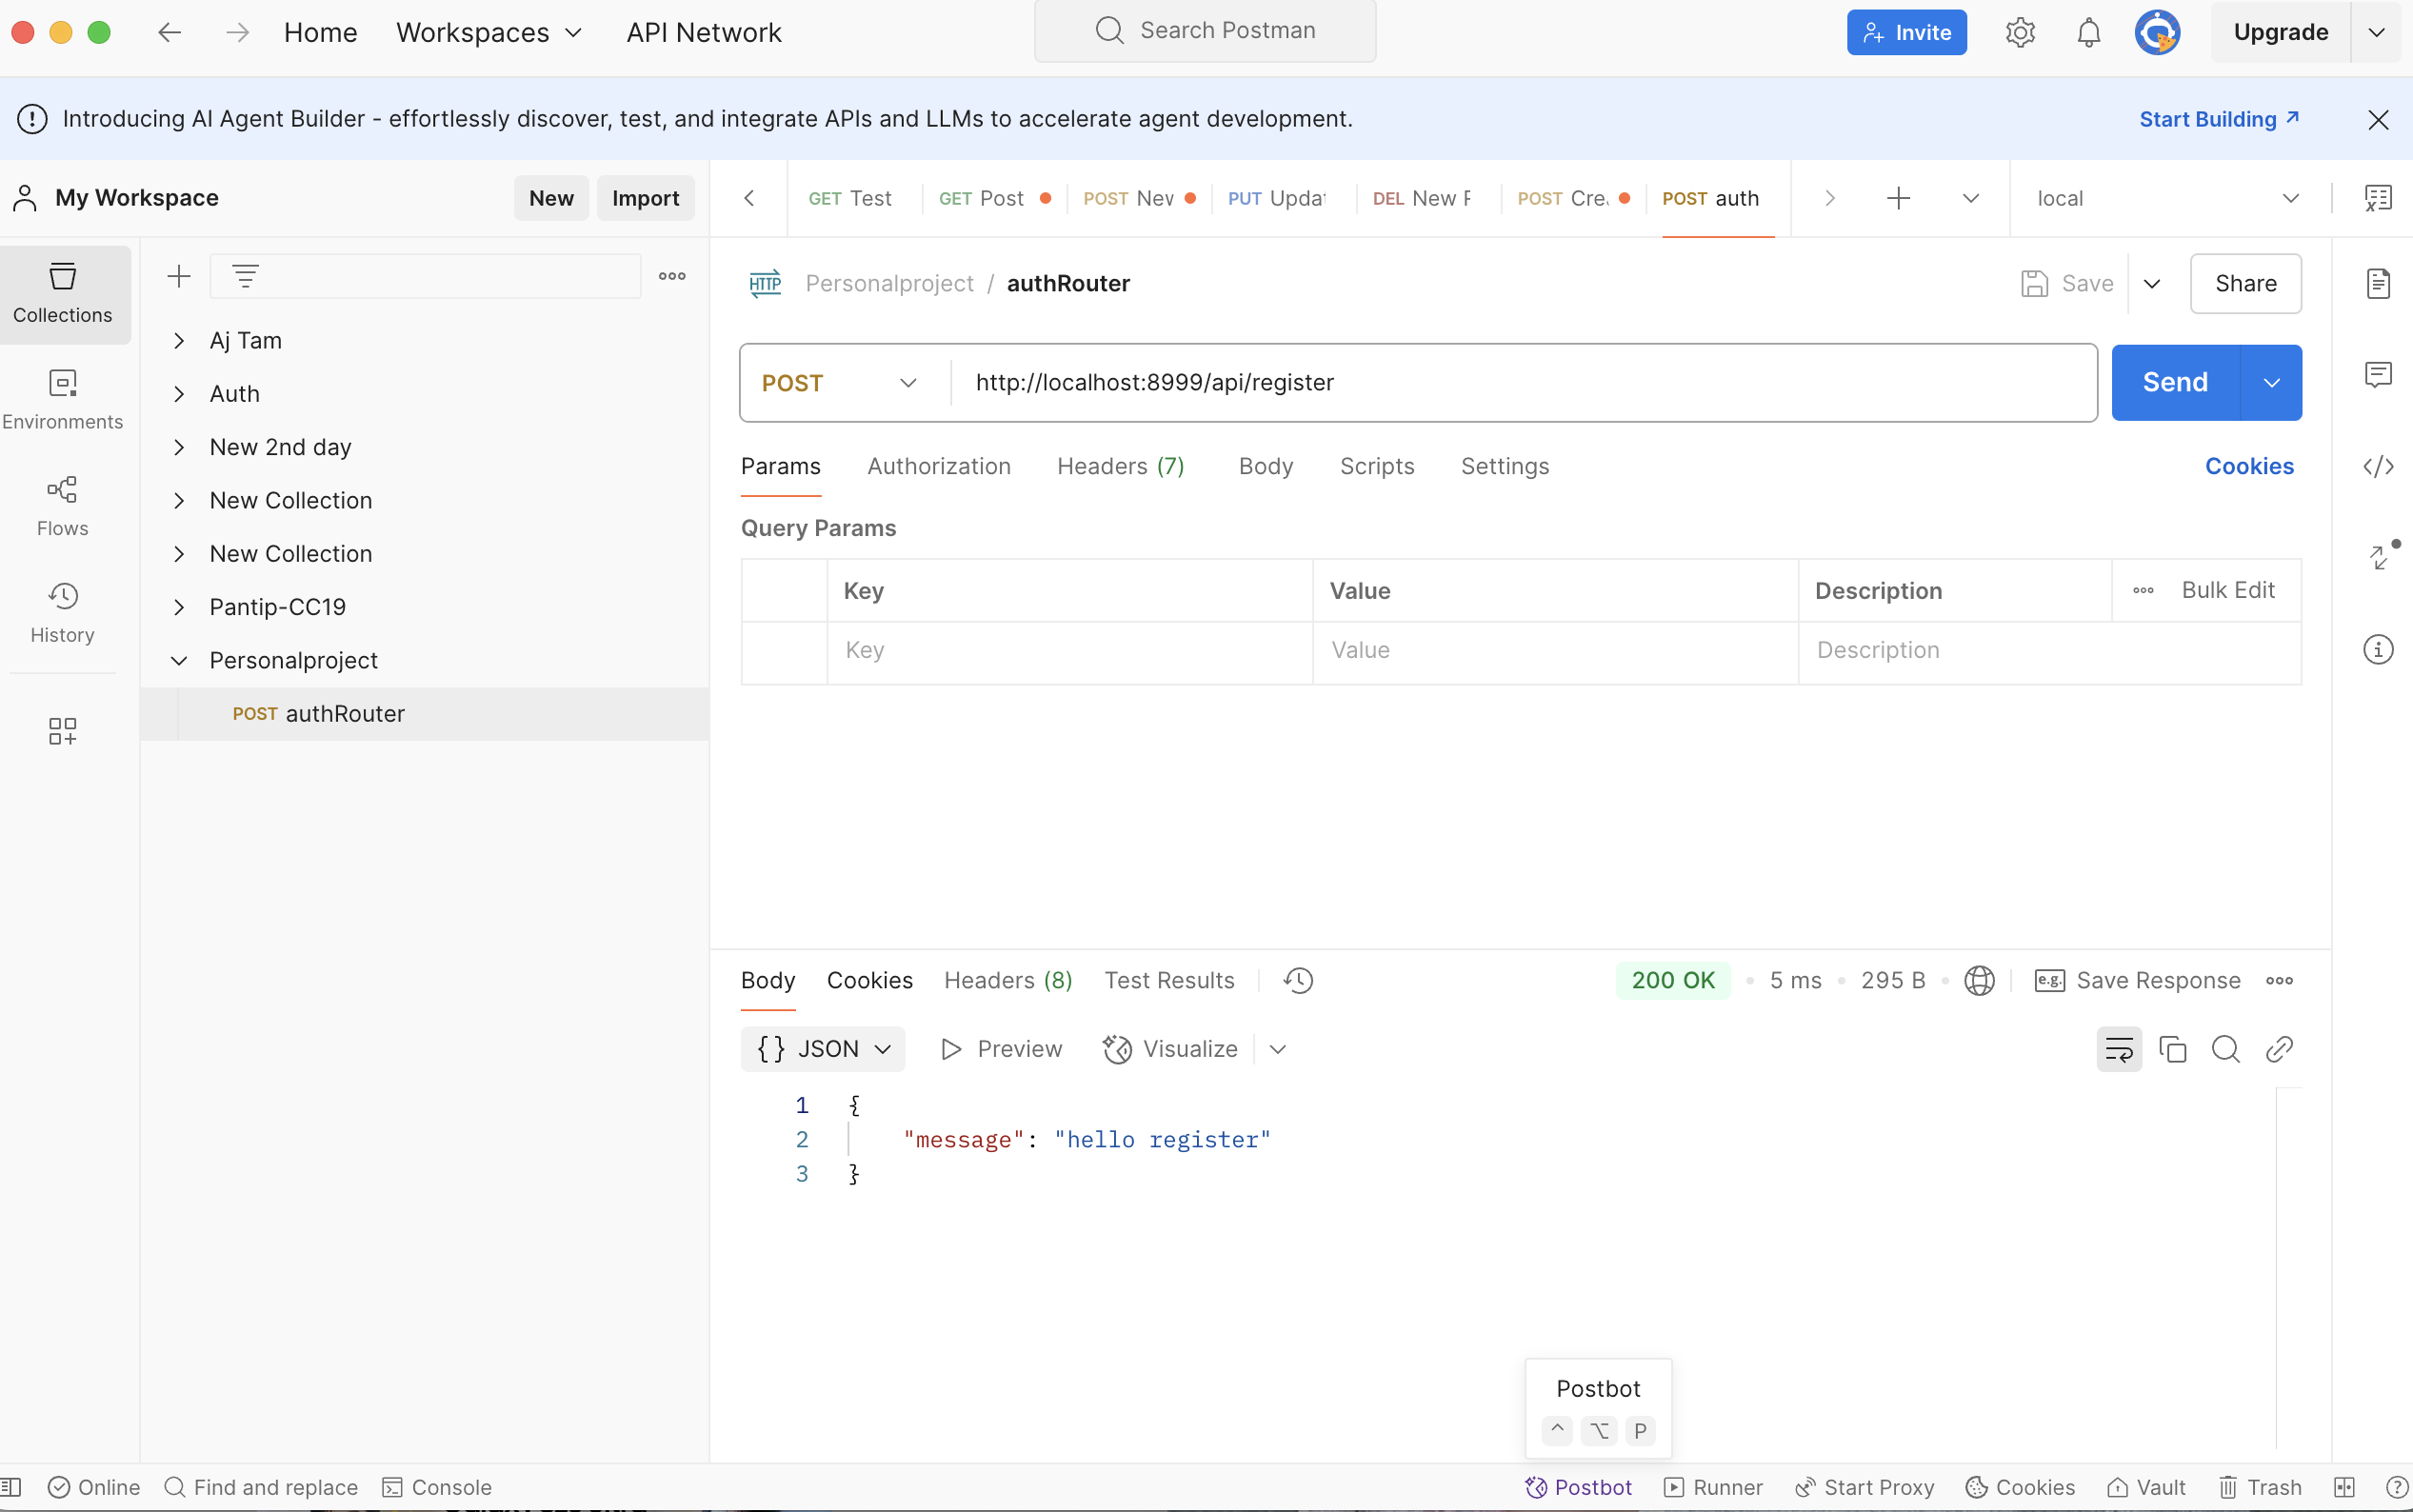 Home
Workspaces
API Network
Search Postman
Invite
Upgrade
Introducing AI Agent Builder - effortlessly discover, test, and integrate APIs and LLMs to accelerate agent development.
Start Building
My Workspace
New
Import
GET Test
GET Post
POST New
PUT Updat
DEL New F
POST Cre
POST auth
local
Collections
Environments
Flows
History
Aj Tam
Auth
New 2nd day
New Collection
New Collection
Pantip-CC19
Personalproject
POST authRouter
HTTP
Personalproject / authRouter
Save
Share
POST
http://localhost:8999/api/register
Send
Params
Authorization
Headers (7)
Body
Scripts
Settings
Cookies
Query Params
Key
Value
Description
Bulk Edit
Key
Value
Description
Body
Cookies
Headers (8)
Test Results
200 OK
5 ms
295 B
e.g.
Save Response
{} JSON
Preview
Visualize
1 {
2 "message": "hello register"
3 }
Postbot
^ ⌥ P
Online
Find and replace
Console
Postbot
Runner
Start Proxy
Cookies
Vault
Trash